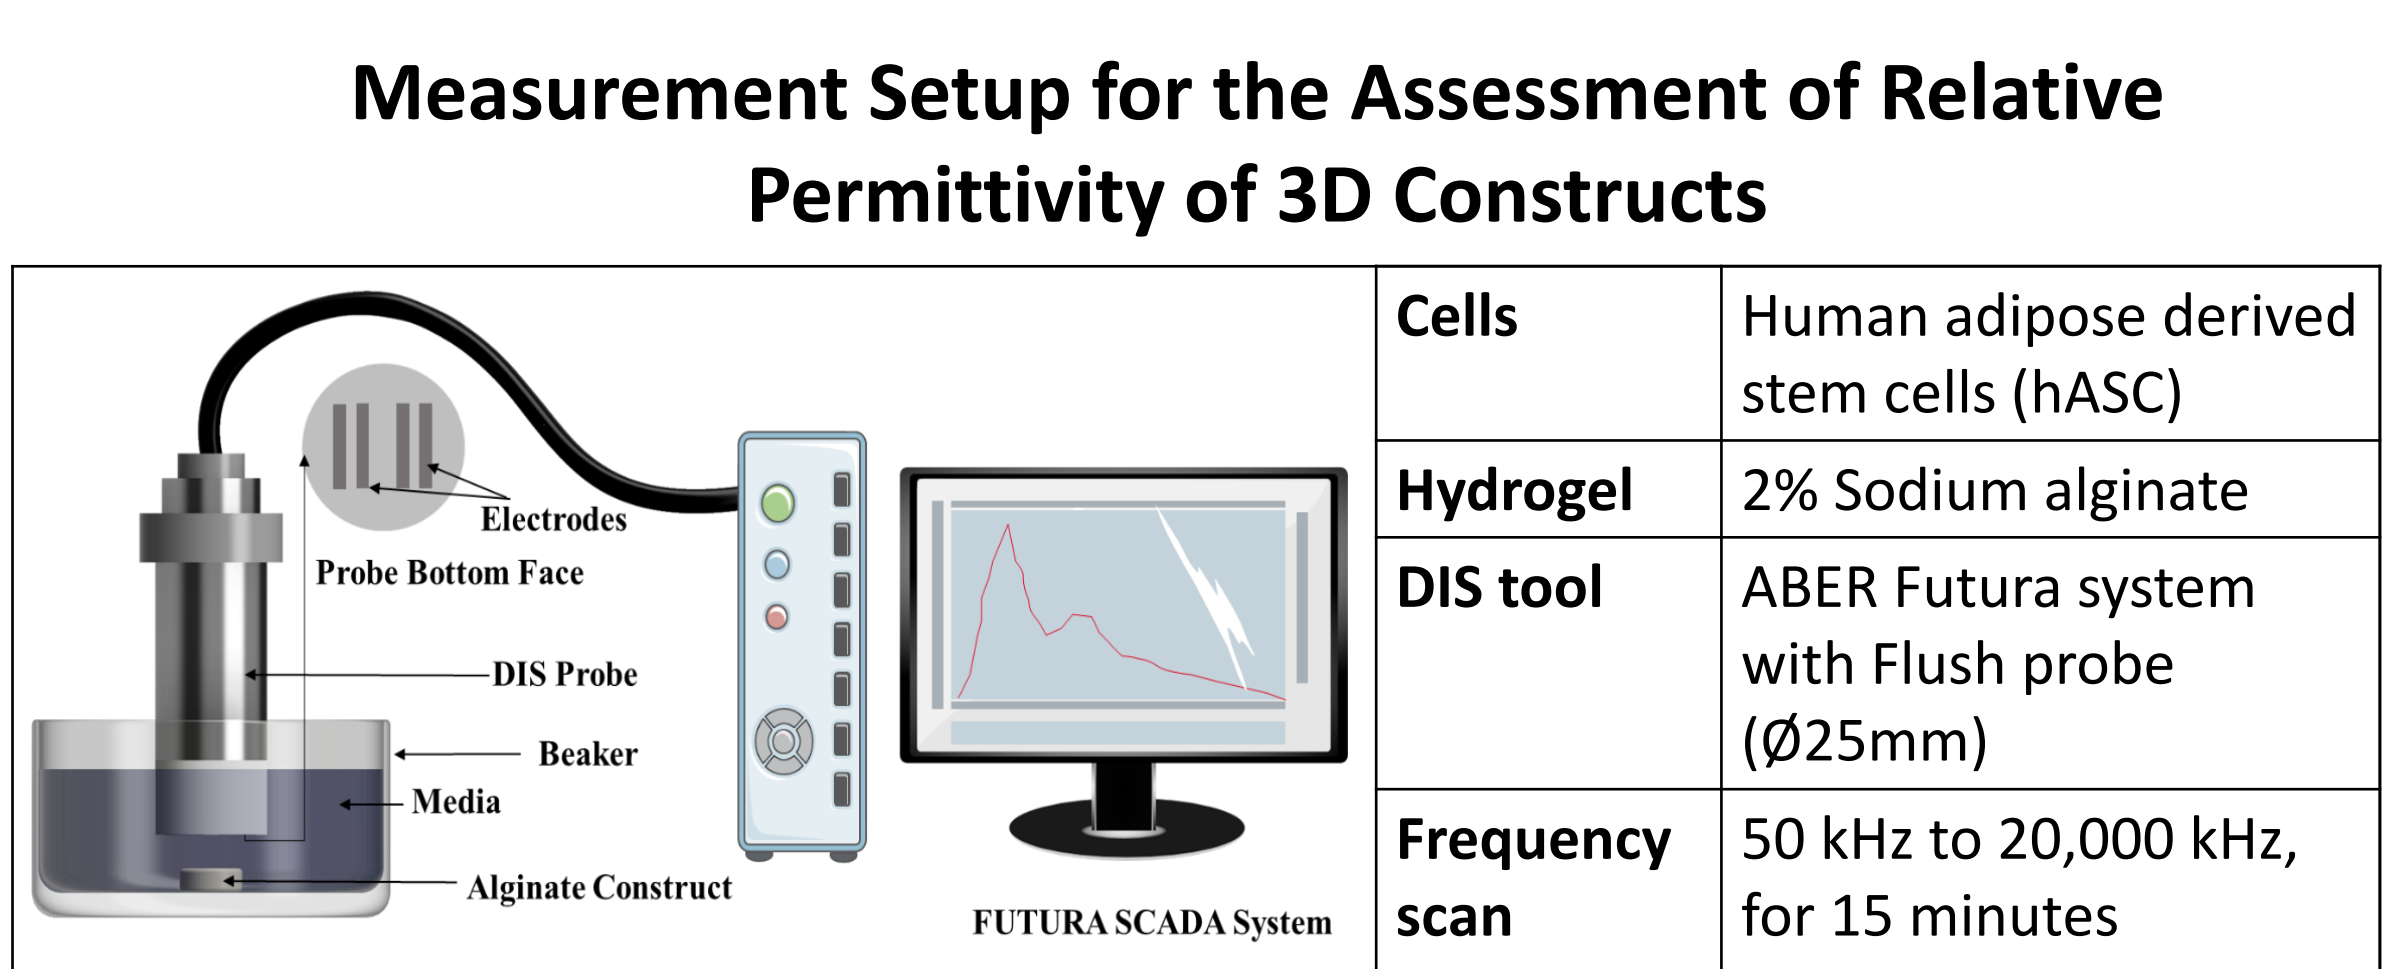 Measurement Setup for the Assessment of Relative
Permittivity of 3D Constructs
Electrodes
Probe Bottom Face
DIS Probe
Beaker
Media
Alginate Construct
FUTURA SCADA System
Cells
Human adipose derived
stem cells (hASC)
Hydrogel
2% Sodium alginate
DIS tool
ABER Futura system
with Flush probe
(Ø25mm)
Frequency
scan
50 kHz to 20,000 kHz,
for 15 minutes